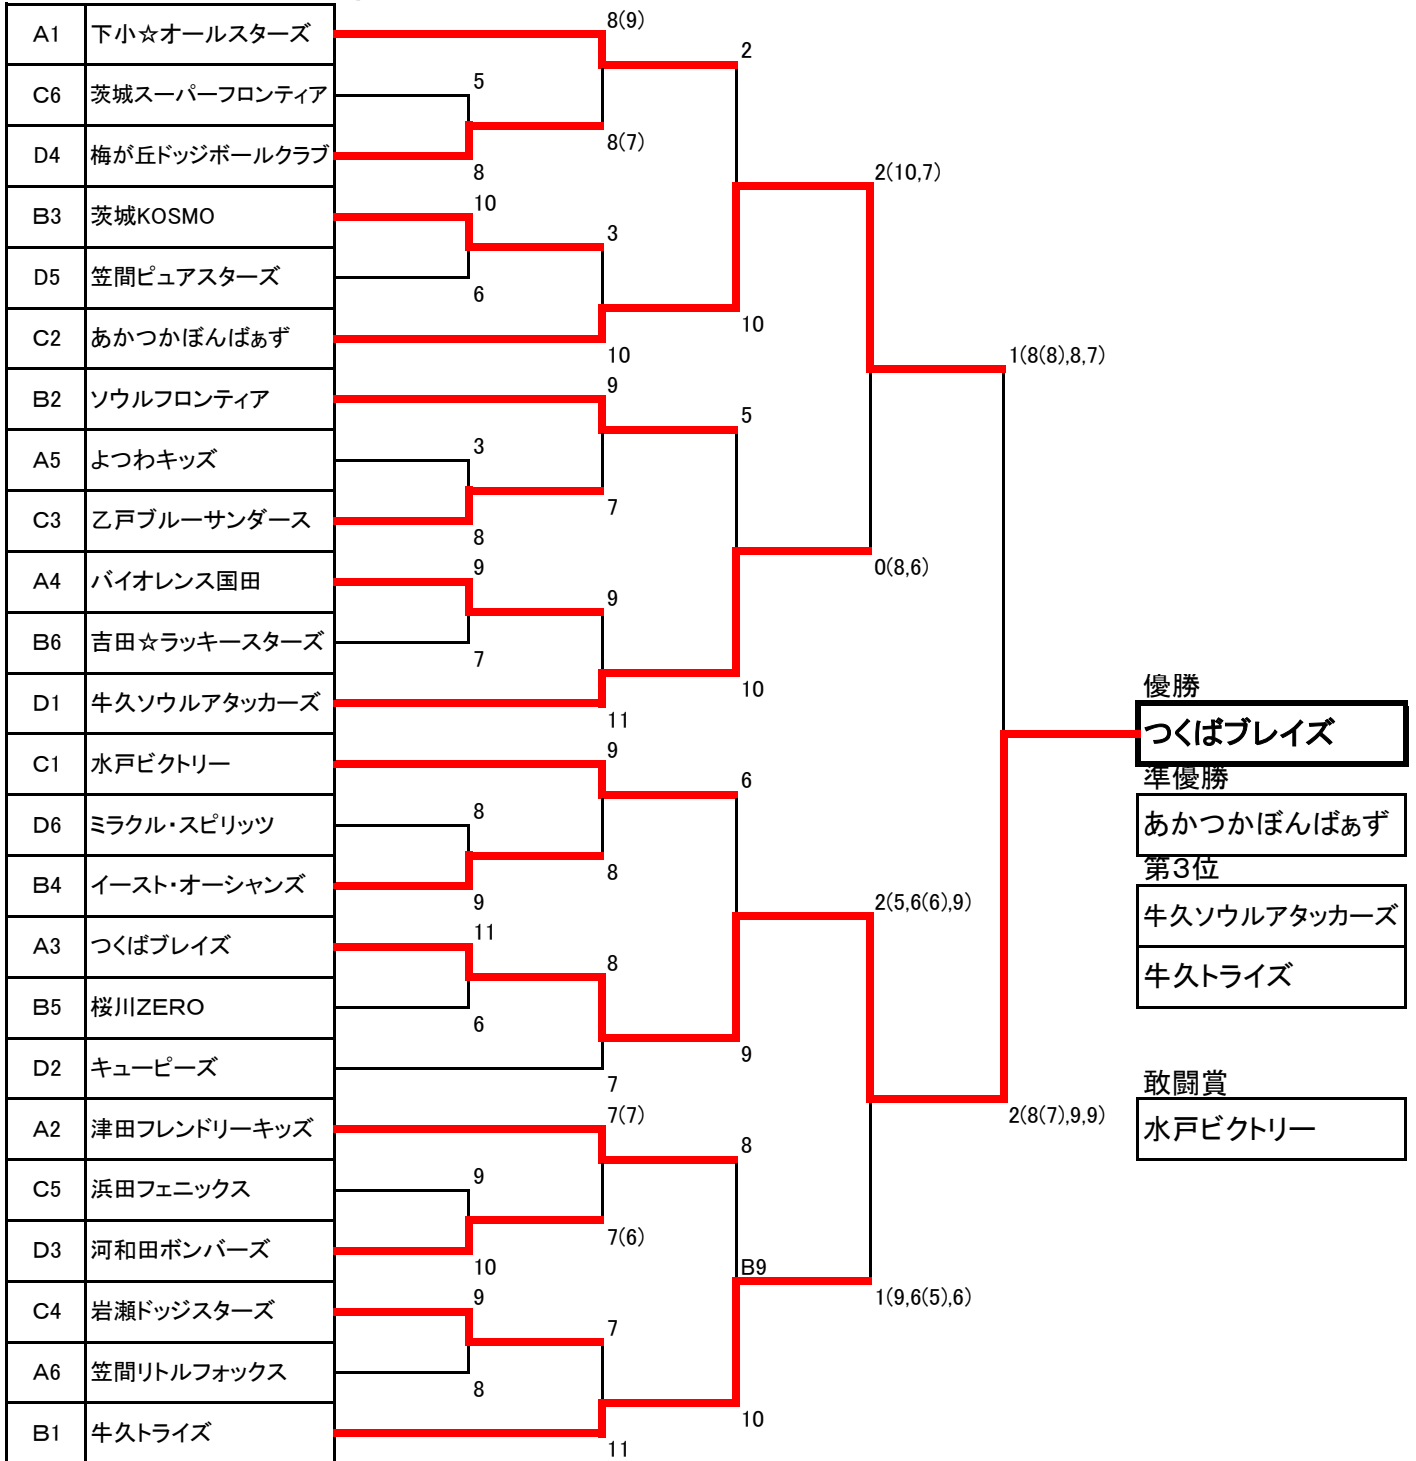 A1 下小☆オールスターズ
C6 茨城スーパーフロンティア
D4 梅が丘ドッジボールクラブ
B3 茨城KOSMO
D5 笠間ピュアスターズ
C2 あかつかぼんばぁず
B2 ソウルフロンティア
A5 よつわキッズ
C3 乙戸ブルーサンダース
A4 バイオレンス国田
B6 吉田☆ラッキースターズ
D1 牛久ソウルアタッカーズ
C1 水戸ビクトリー
D6 ミラクル・スピリッツ
B4 イースト・オーシャンズ
A3 つくばブレイズ
B5 桜川ZERO
D2 キューピーズ
A2 津田フレンドリーキッズ
C5 浜田フェニックス
D3 河和田ボンバーズ
C4 岩瀬ドッジスターズ
A6 笠間リトルフォックス
B1 牛久トライズ
5
8
10
6
3
8
9
7
8
9
11
6
9
10
9
8
8(9)
8(7)
3
10
9
7
9
11
9
8
8
7
7(7)
7(6)
7
11
2
10
5
10
6
9
8
B9
10
2(10,7)
0(8,6)
2(5,6(6),9)
1(9,6(5),6)
1(8(8),8,7)
2(8(7),9,9)
優勝
つくばブレイズ
準優勝
あかつかぼんばぁず
第3位
牛久ソウルアタッカーズ
牛久トライズ
敢闘賞
水戸ビクトリー